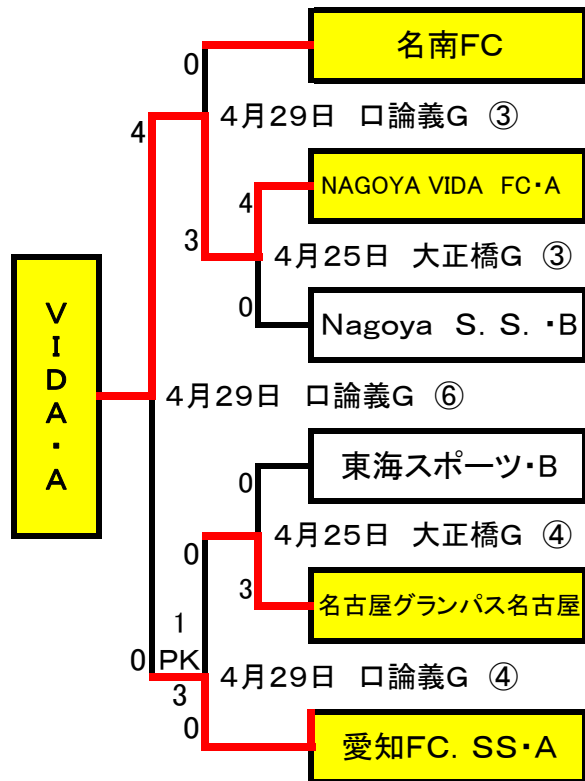 名南FC
0
4月29日 口論義G ③
4
NAGOYA VIDA FC・A
4
3
4月25日 大正橋G ③
0
Nagoya S. S. ・B
VIDA・A
4月29日 口論義G ⑥
東海スポーツ・B
0
4月25日 大正橋G ④
0
3
名古屋グランパス名古屋
1
0 PK
4月29日 口論義G ④
3
0
愛知FC. SS・A